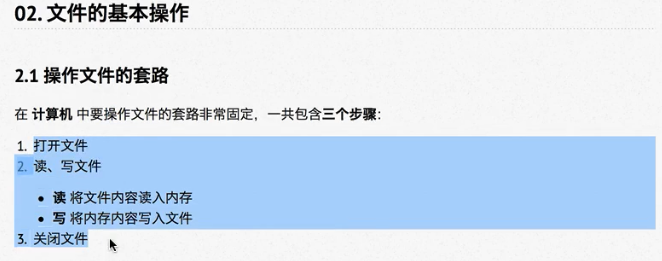 02. 文件的基本操作
2.1 操作文件的套路
在 计算机 中要操作文件的套路非常固定，一共包含三个步骤：
1. 打开文件
2. 读、写文件
• 读 将文件内容读入内存
• 写 将内存内容写入文件
3. 关闭文件